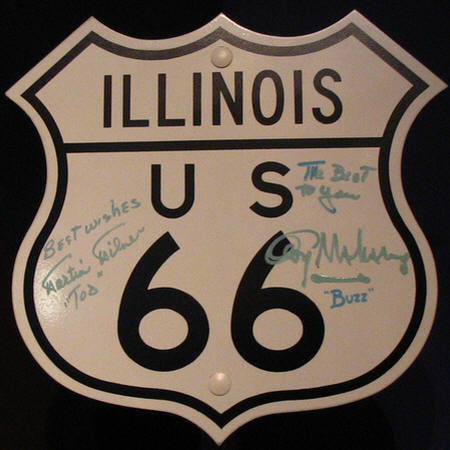 ILLINOIS
U S
66
Best wishes
Martin Milner
"Tod"
The Best
to you
"Buzz"